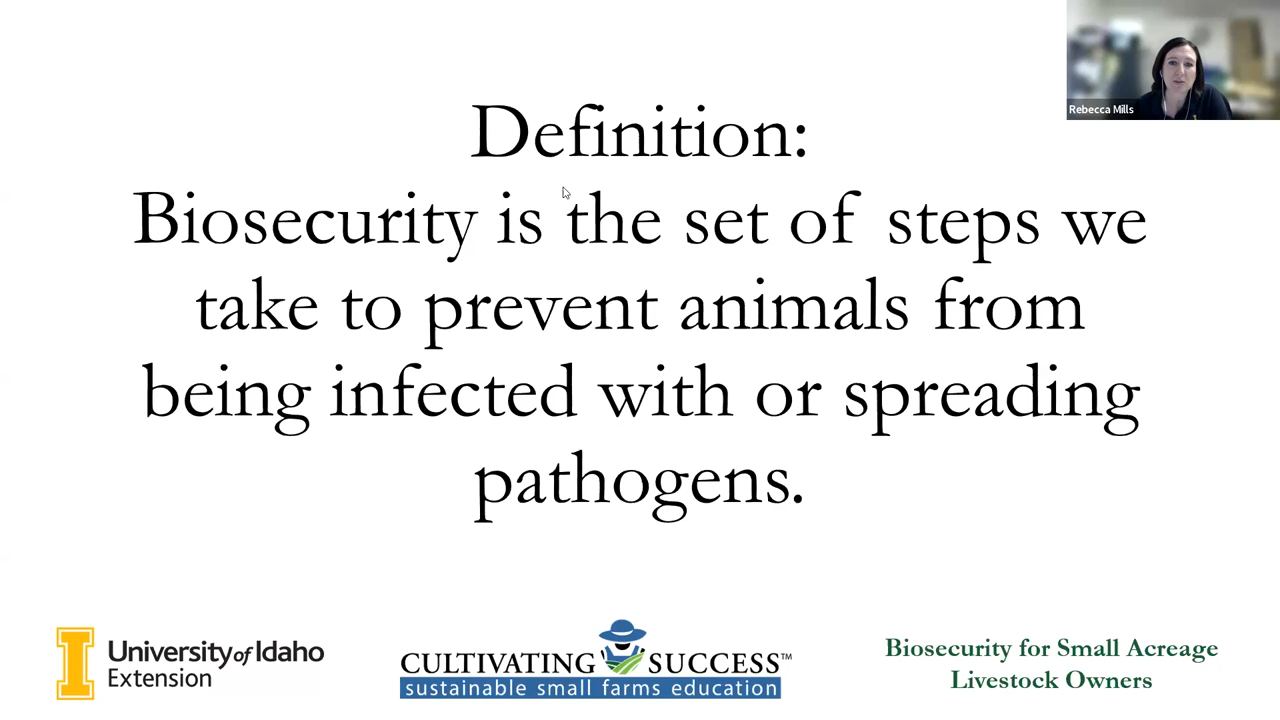 Rebecca Mills
Definition:
Biosecurity is the set of steps we
take to prevent animals from
being infected with or spreading
pathogens.
University of Idaho
Extension
CULTIVATING SUCCESS™
sustainable small farms education
Biosecurity for Small Acreage
Livestock Owners